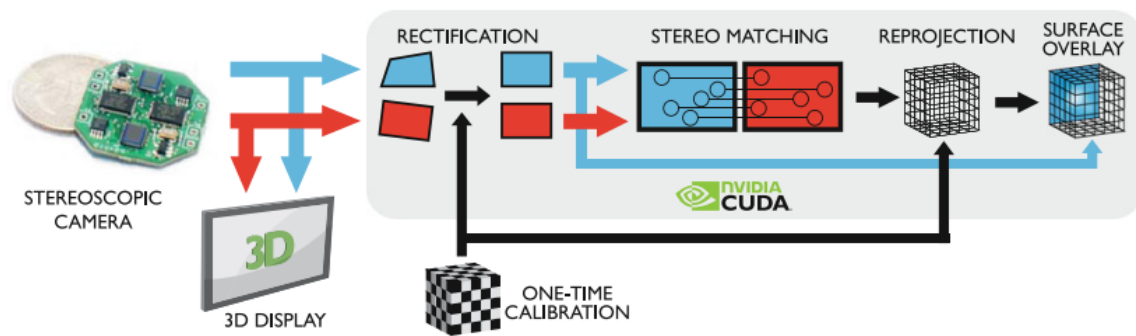 RECTIFICATION
STEREO MATCHING
REPROJECTION
SURFACE
OVERLAY
STEREOSCOPIC
CAMERA
3D
3D DISPLAY
NVIDIA
CUDA
ONE-TIME
CALIBRATION